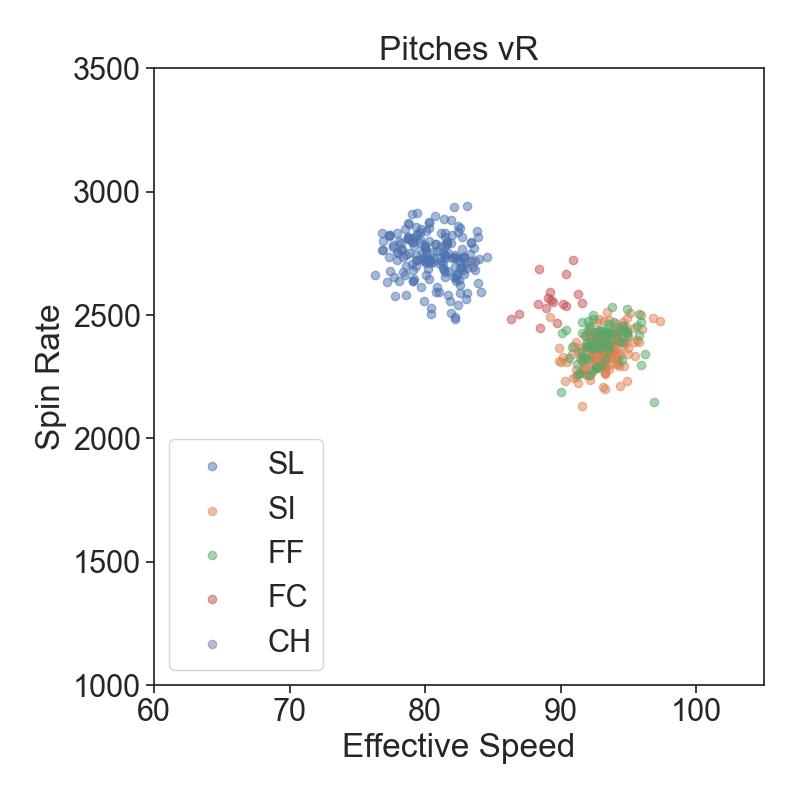 Pitches vR
3500
3000
2500
2000
1500
1000
Spin Rate
SL
SI
FF
FC
CH
60 70 80 90 100
Effective Speed